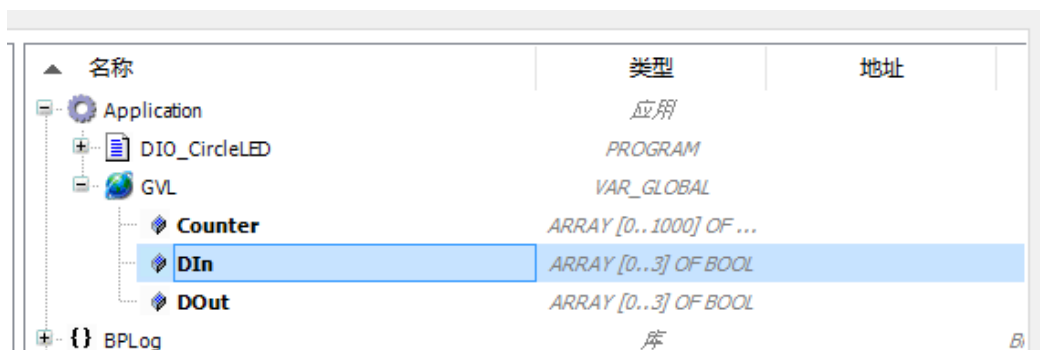 名称 类型 地址
Application 应用
DIO_CircleLED PROGRAM
GVL VAR_GLOBAL
Counter ARRAY [0..1000] OF ...
DIn ARRAY [0..3] OF BOOL
DOut ARRAY [0..3] OF BOOL
{} BPLog 库